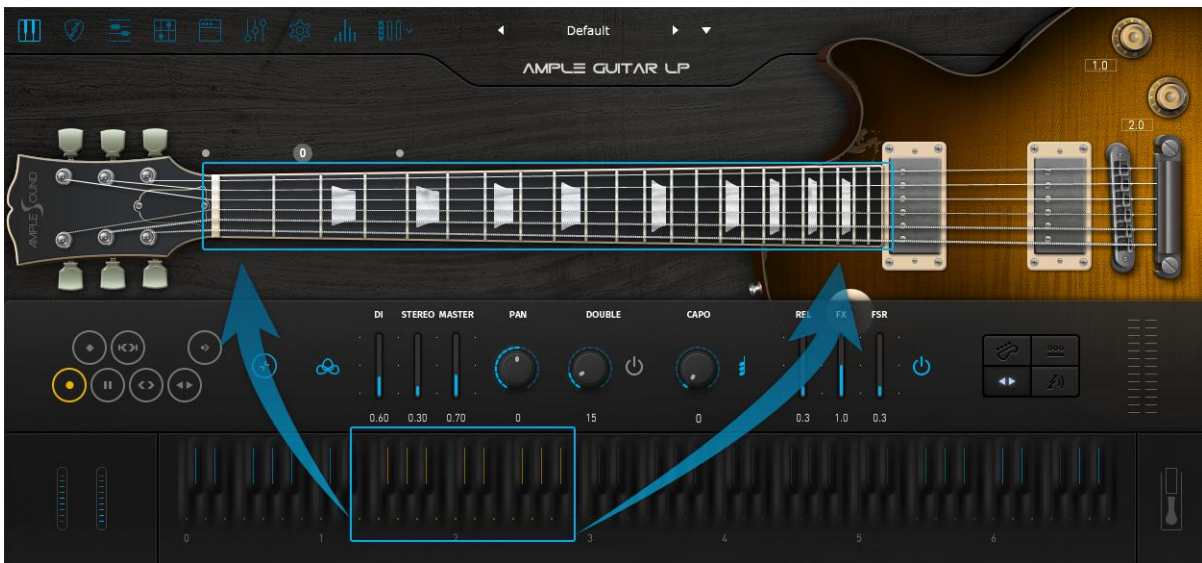 Default
AMPLE GUITAR LP
1.0
2.0
0
AMPLE SOUND
DI STEREO MASTER PAN DOUBLE CAPO REL FX FSR
0.60 0.30 0.70 0 15 0 0.3 1.0 0.3
0 1 2 3 4 5 6